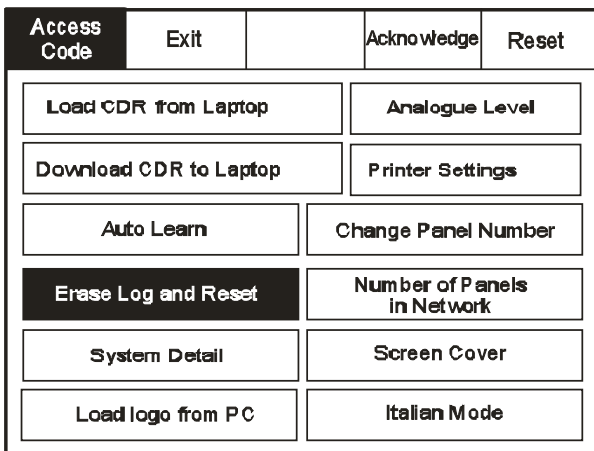 Access
Code
Exit
Acknowledge
Reset
Load CDR from Laptop
Analogue Level
Download CDR to Laptop
Printer Settings
Auto Learn
Change Panel Number
Erase Log and Reset
Number of Panels
in Network
System Detail
Screen Cover
Load logo from PC
Italian Mode